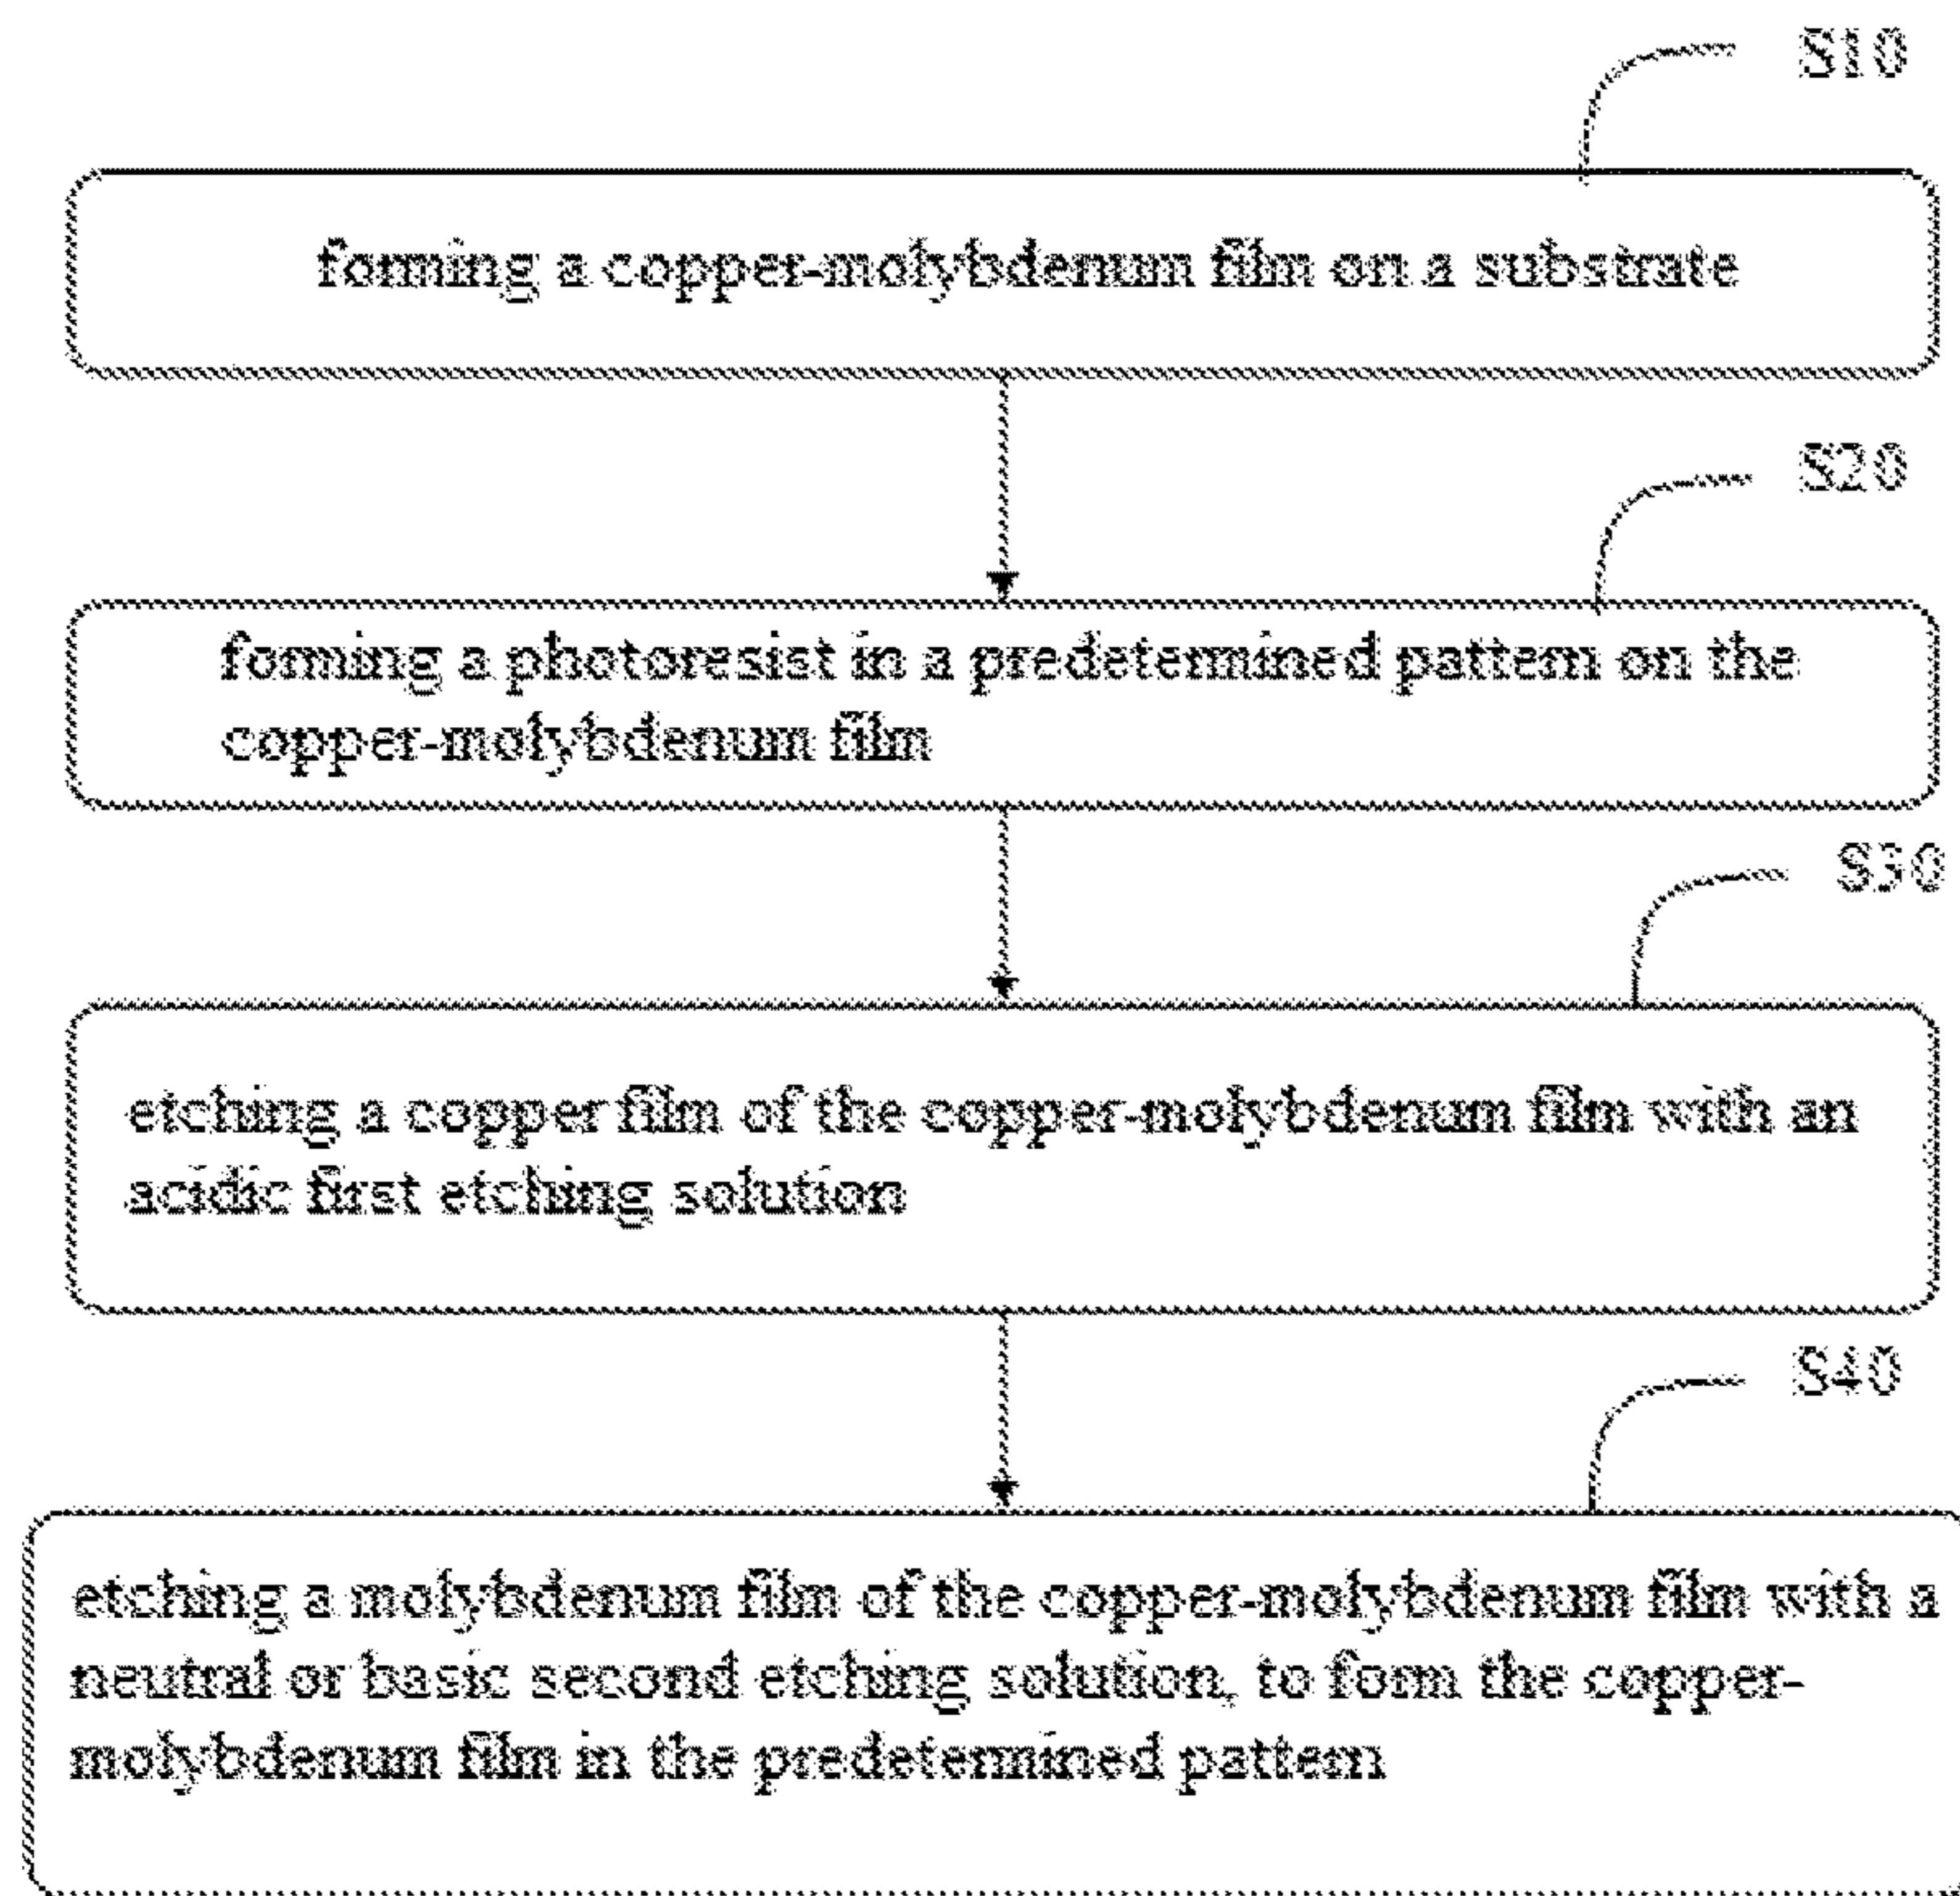 S10
forming a copper-molybdenum film on a substrate
S20
forming a photoresist in a predetermined pattern on the
copper-molybdenum film
S30
etching a copper film of the copper-molybdenum film with an
acidic first etching solution
S40
etching a molybdenum film of the copper-molybdenum film with a
neutral or basic second etching solution, to form the copper-
molybdenum film in the predetermined pattern